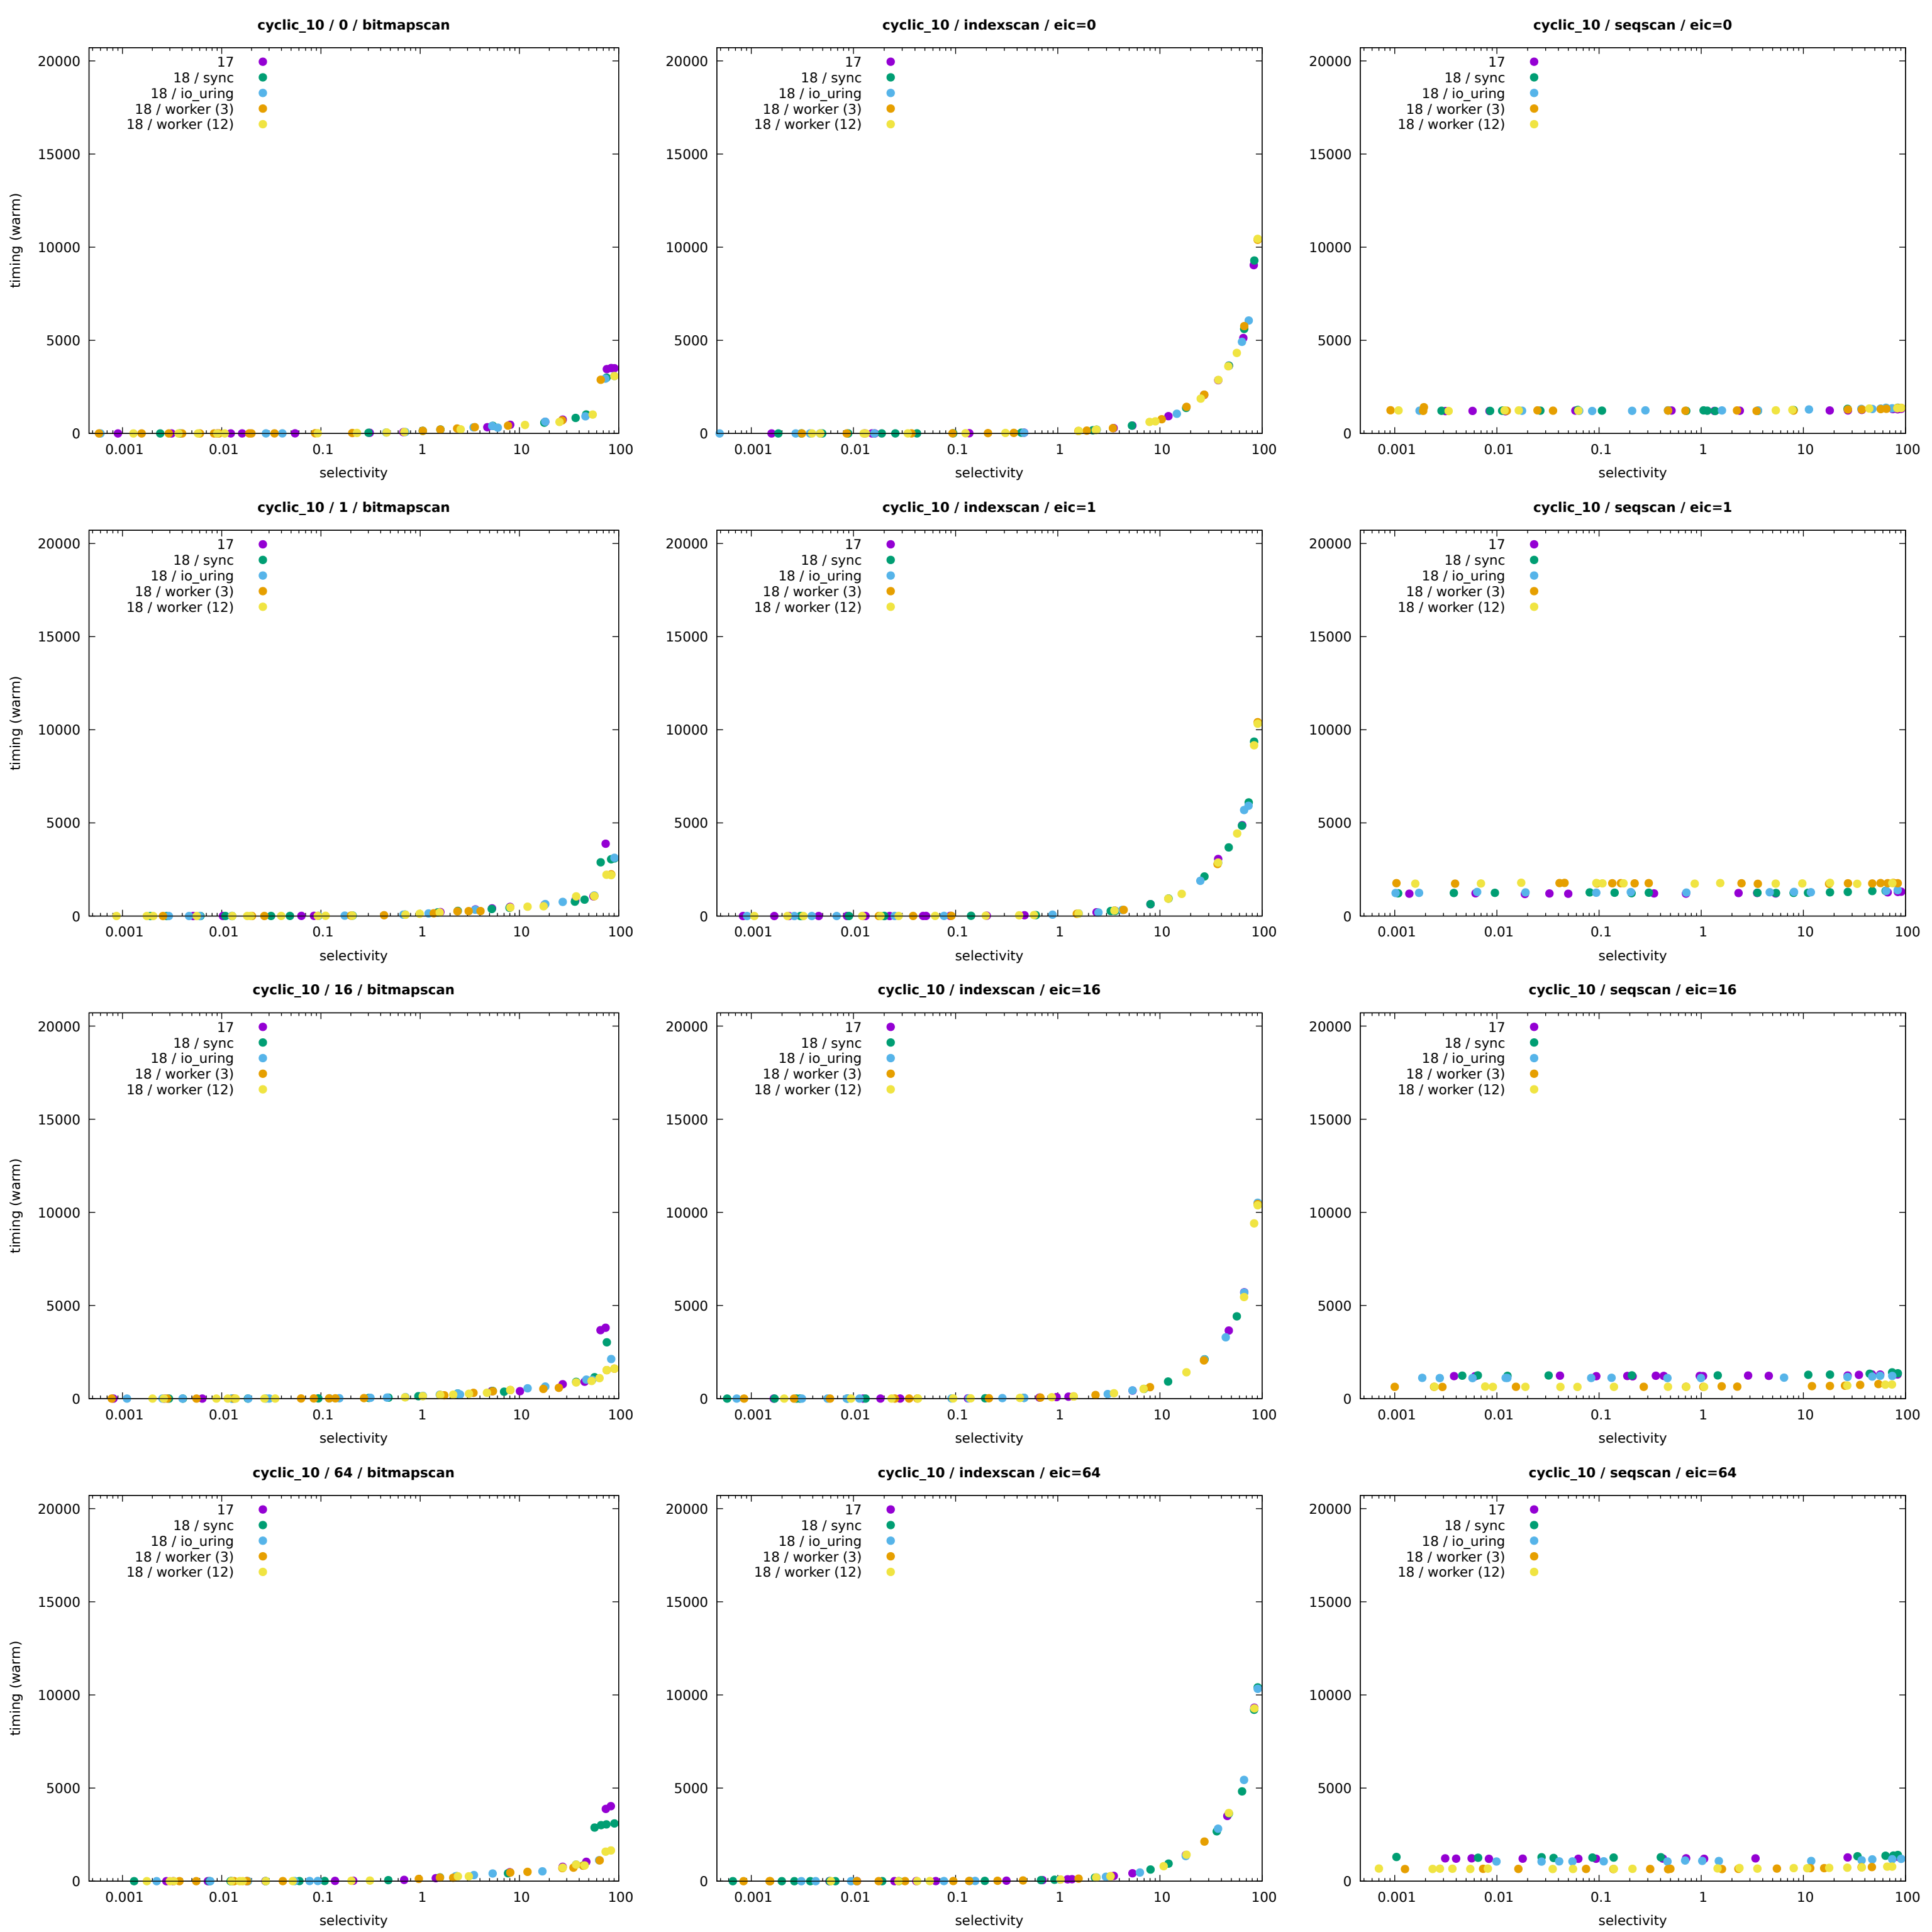 cyclic_10 / 0 / bitmapscan
timing (warm)
20000
15000
10000
5000
0
17
18 / sync
18 / io_uring
18 / worker (3)
18 / worker (12)
0.001 0.01 0.1 1 10 100
selectivity
cyclic_10 / indexscan / eic=0
20000
15000
10000
5000
0
17
18 / sync
18 / io_uring
18 / worker (3)
18 / worker (12)
0.001 0.01 0.1 1 10 100
selectivity
cyclic_10 / seqscan / eic=0
20000
15000
10000
5000
0
17
18 / sync
18 / io_uring
18 / worker (3)
18 / worker (12)
0.001 0.01 0.1 1 10 100
selectivity
cyclic_10 / 1 / bitmapscan
timing (warm)
20000
15000
10000
5000
0
17
18 / sync
18 / io_uring
18 / worker (3)
18 / worker (12)
0.001 0.01 0.1 1 10 100
selectivity
cyclic_10 / indexscan / eic=1
20000
15000
10000
5000
0
17
18 / sync
18 / io_uring
18 / worker (3)
18 / worker (12)
0.001 0.01 0.1 1 10 100
selectivity
cyclic_10 / seqscan / eic=1
20000
15000
10000
5000
0
17
18 / sync
18 / io_uring
18 / worker (3)
18 / worker (12)
0.001 0.01 0.1 1 10 100
selectivity
cyclic_10 / 16 / bitmapscan
timing (warm)
20000
15000
10000
5000
0
17
18 / sync
18 / io_uring
18 / worker (3)
18 / worker (12)
0.001 0.01 0.1 1 10 100
selectivity
cyclic_10 / indexscan / eic=16
20000
15000
10000
5000
0
17
18 / sync
18 / io_uring
18 / worker (3)
18 / worker (12)
0.001 0.01 0.1 1 10 100
selectivity
cyclic_10 / seqscan / eic=16
20000
15000
10000
5000
0
17
18 / sync
18 / io_uring
18 / worker (3)
18 / worker (12)
0.001 0.01 0.1 1 10 100
selectivity
cyclic_10 / 64 / bitmapscan
timing (warm)
20000
15000
10000
5000
0
17
18 / sync
18 / io_uring
18 / worker (3)
18 / worker (12)
0.001 0.01 0.1 1 10 100
selectivity
cyclic_10 / indexscan / eic=64
20000
15000
10000
5000
0
17
18 / sync
18 / io_uring
18 / worker (3)
18 / worker (12)
0.001 0.01 0.1 1 10 100
selectivity
cyclic_10 / seqscan / eic=64
20000
15000
10000
5000
0
17
18 / sync
18 / io_uring
18 / worker (3)
18 / worker (12)
0.001 0.01 0.1 1 10 100
selectivity